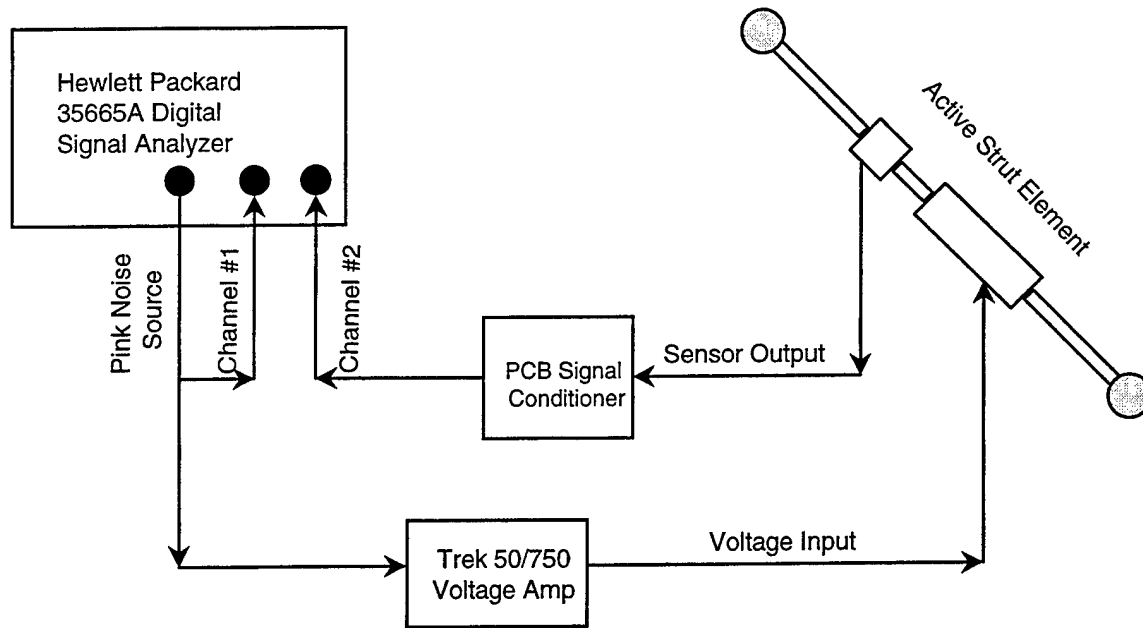 Hewlett Packard
35665A Digital
Signal Analyzer
Active Strut Element
Pink Noise
Source
Channel #1
Channel #2
PCB Signal
Conditioner
Sensor Output
Trek 50/750
Voltage Amp
Voltage Input